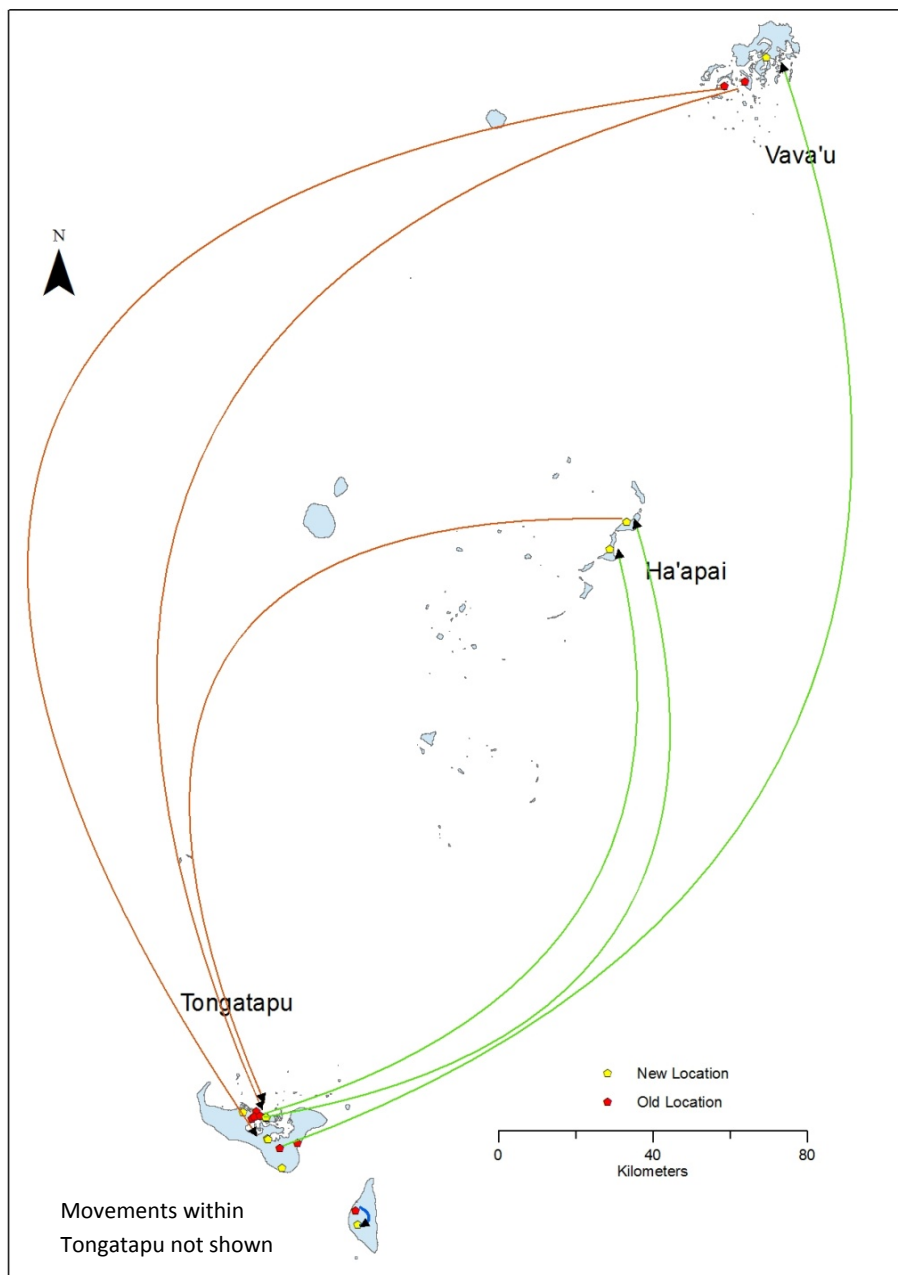 Vava'u
N
Ha'apai
Tongatapu
New Location
Old Location
0 40 80
Kilometers
Movements within
Tongatapu not shown